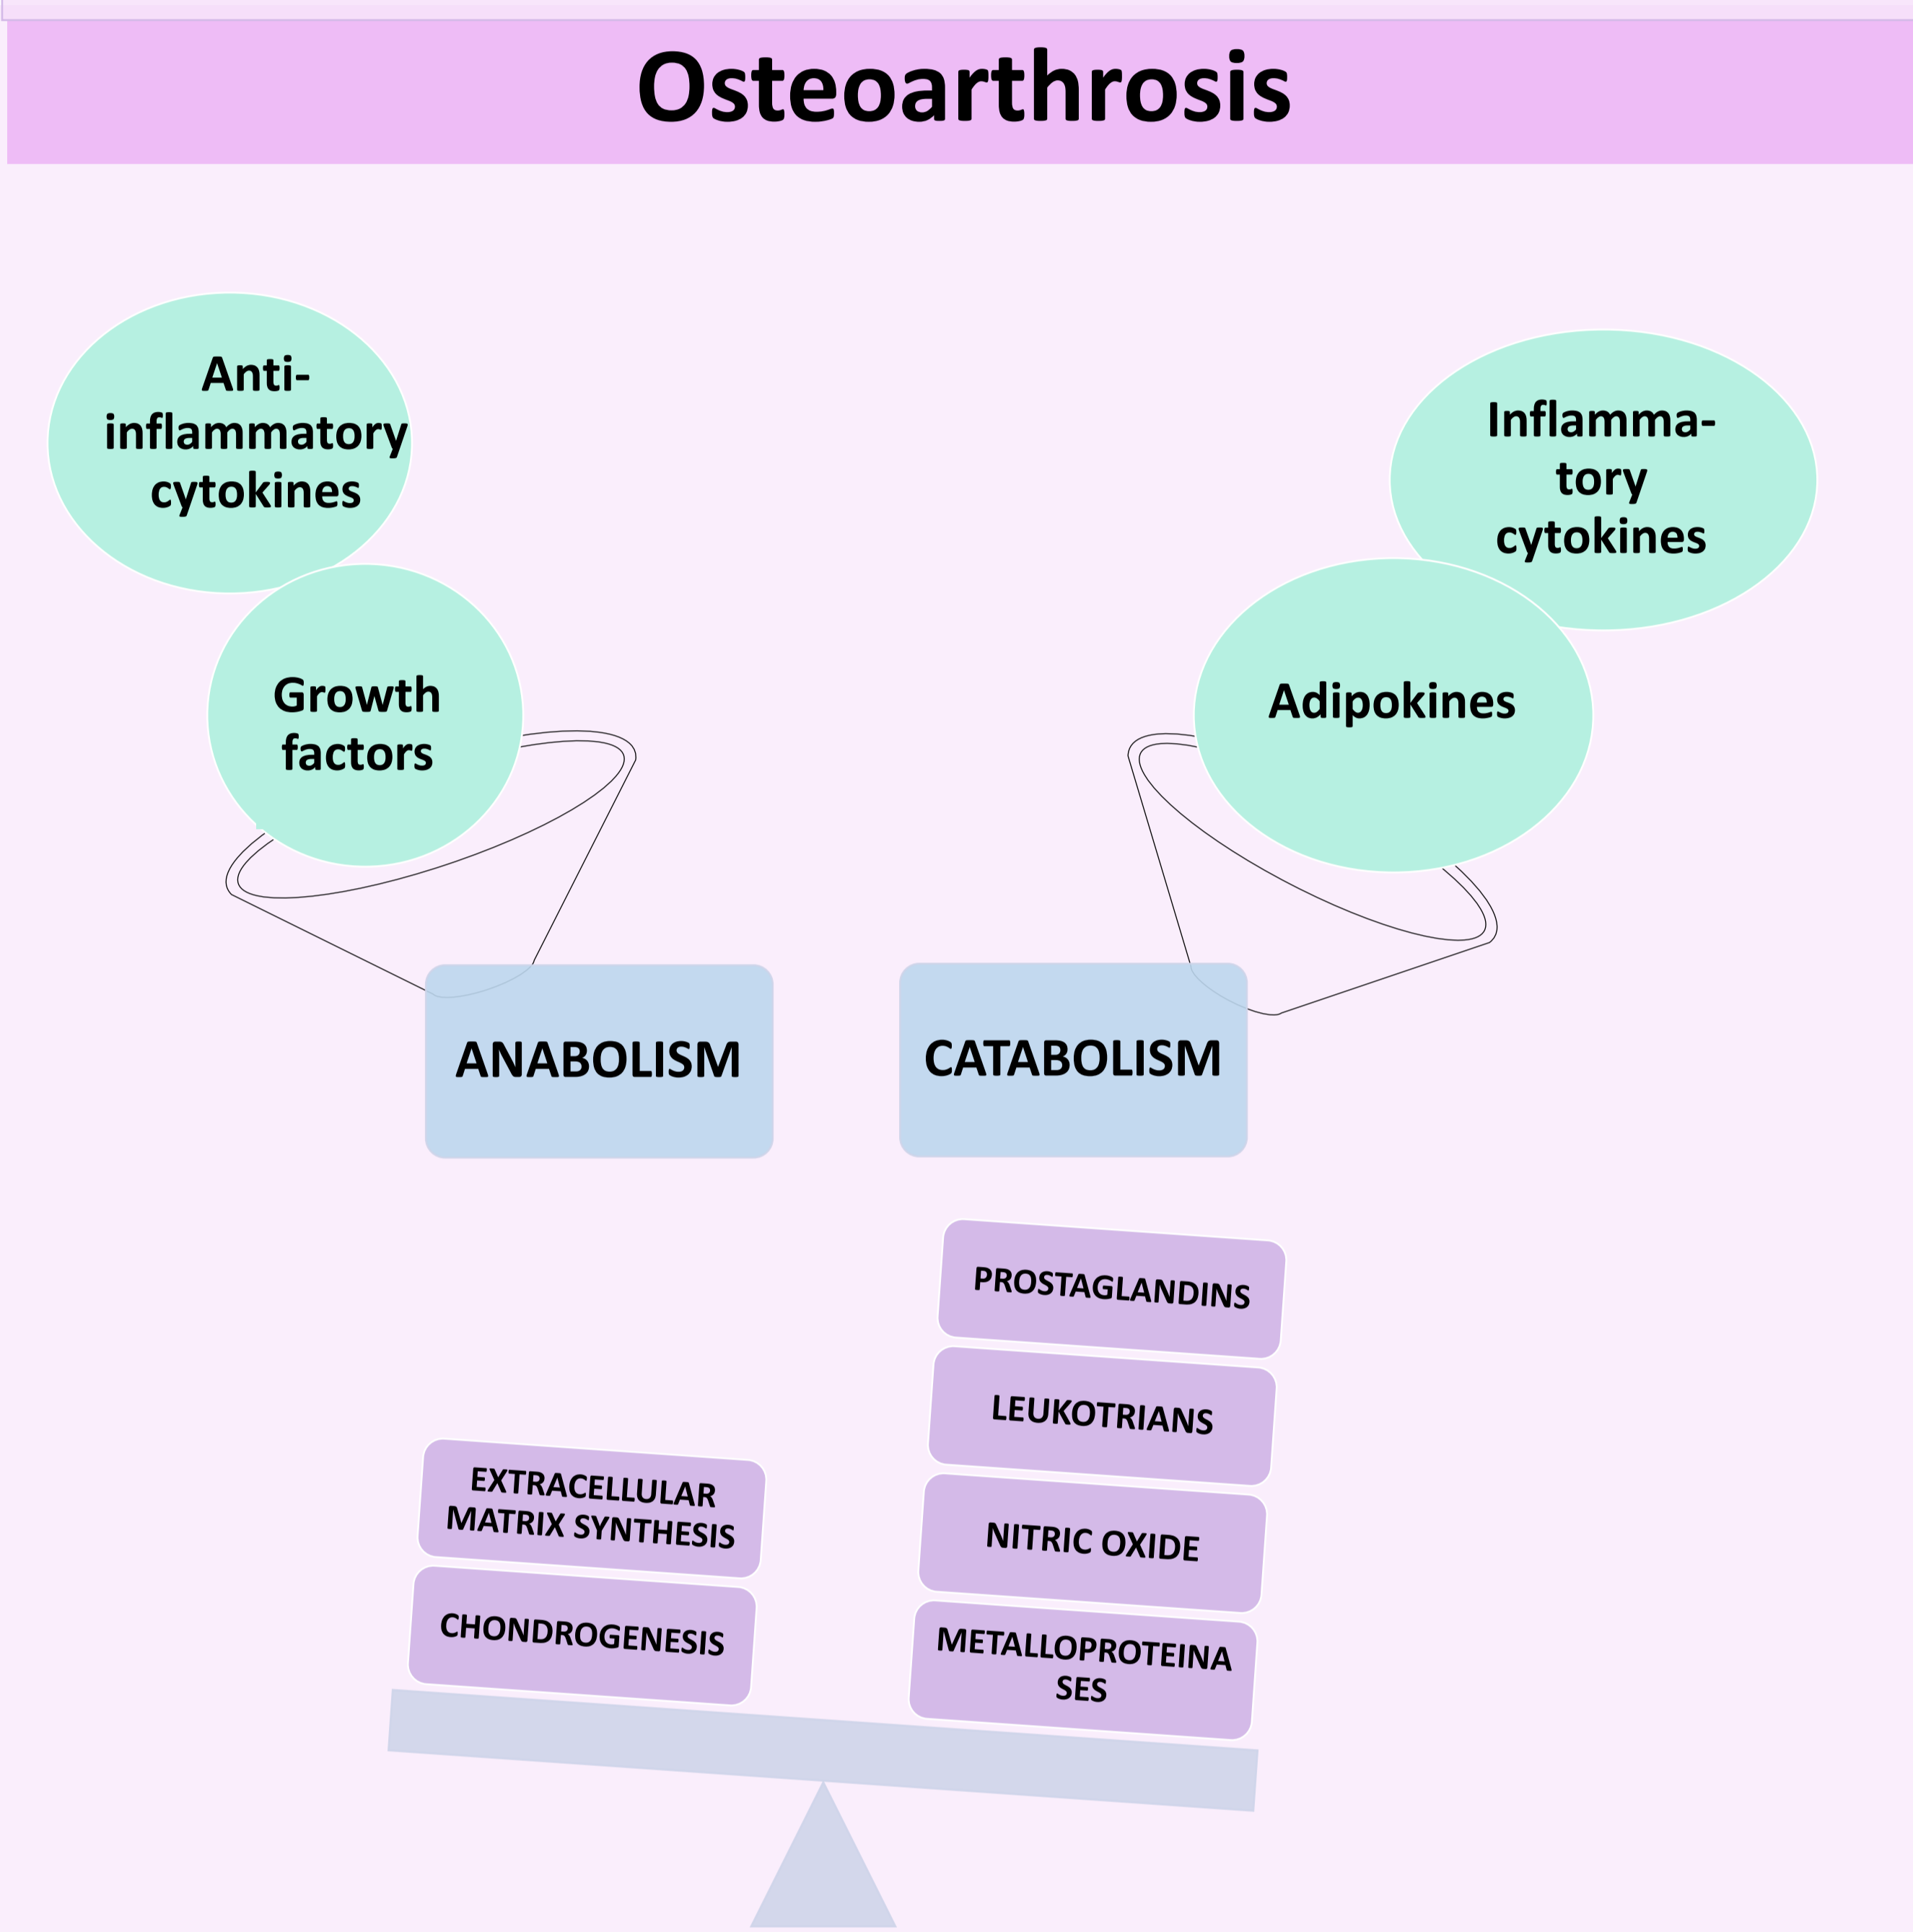 Osteoarthrosis
Anti-
inflammatory
cytokines
Growth
factors
Inflamma-
tory
cytokines
Adipokines
ANABOLISM
CATABOLISM
EXTRACELLULAR
MATRIX SYNTHESIS
CHONDROGENESIS
PROSTAGLANDINS
LEUKOTRIANS
NITRIC OXIDE
METALLOPROTEINA
SES